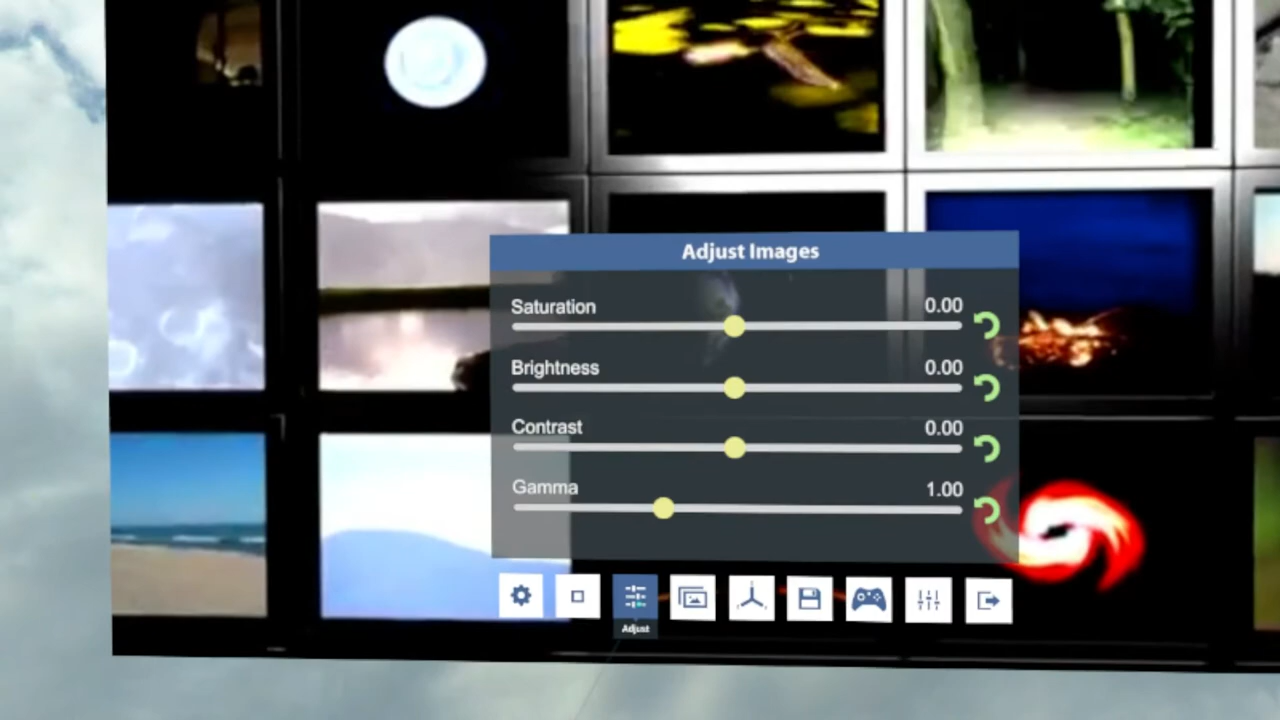 Adjust Images
Saturation 0.00
Brightness 0.00
Contrast 0.00
Gamma 1.00
Adjust